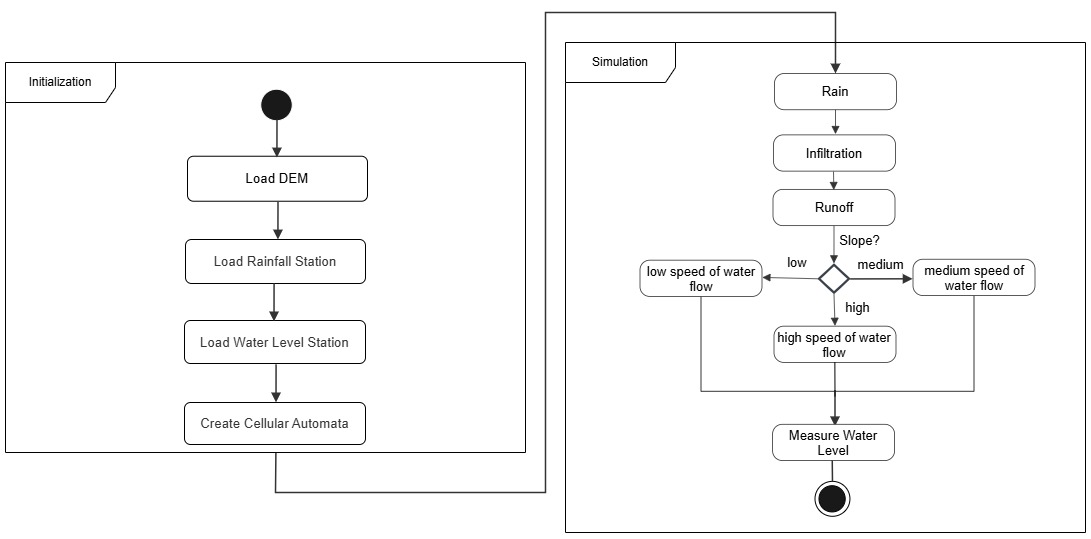 Initialization
Load DEM
Load Rainfall Station
Load Water Level Station
Create Cellular Automata
Simulation
Rain
Infiltration
Runoff
Slope?
low
medium
high
low speed of water
flow
medium speed of
water flow
high speed of water
flow
Measure Water
Level